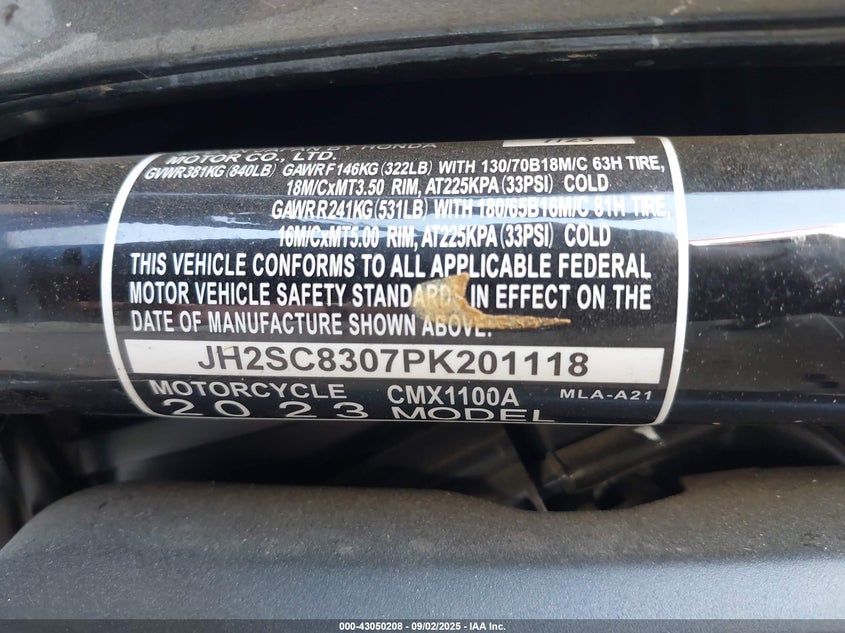 BY HONDA
MOTOR CO., LTD.
GVWR381KG (840LB) GAWR F146KG (322LB) WITH 130/70B18M/C 63H TIRE,
18M/CxMT3.50 RIM, AT225KPA (33PSI) COLD
GAWR R241KG (531LB) WITH 180/65B16M/C 81H TIRE,
16M/CxMT5.00 RIM, AT225KPA (33PSI) COLD
THIS VEHICLE CONFORMS TO ALL APPLICABLE FEDERAL
MOTOR VEHICLE SAFETY STANDARDS IN EFFECT ON THE
DATE OF MANUFACTURE SHOWN ABOVE.
JH2SC8307PK201118
MOTORCYCLE CMX1100A MLA-A21
2023 MODEL
000-43050208 - 09/02/2025 - IAA Inc.